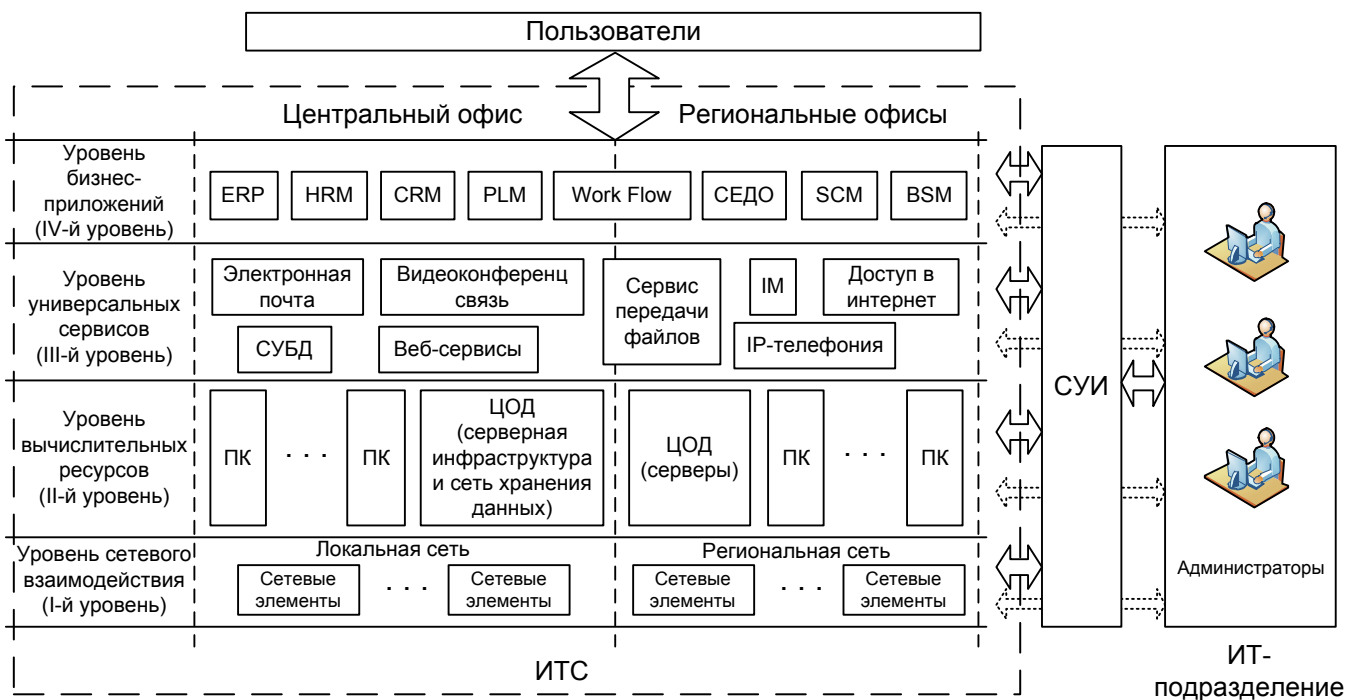 Пользователи
Центральный офис
Региональные офисы
Уровень
бизнес-
приложений
(IV-й уровень)
ERP
HRM
CRM
PLM
Work Flow
СЕДО
SCM
BSM
Уровень
универсальных
сервисов
(III-й уровень)
Электронная
почта
Видеоконференц
связь
Сервис
передачи
файлов
IM
Доступ в
интернет
СУБД
Веб-сервисы
IP-телефония
СУИ
Уровень
вычислительных
ресурсов
(II-й уровень)
ПК
. . .
ПК
ЦОД
(серверная
инфраструктура
и сеть хранения
данных)
ЦОД
(серверы)
ПК
. . .
ПК
Уровень сетевого
взаимодействия
(I-й уровень)
Локальная сеть
Сетевые
элементы
. . .
Сетевые
элементы
Региональная сеть
Сетевые
элементы
. . .
Сетевые
элементы
Администраторы
ИТС
ИТ-
подразделение